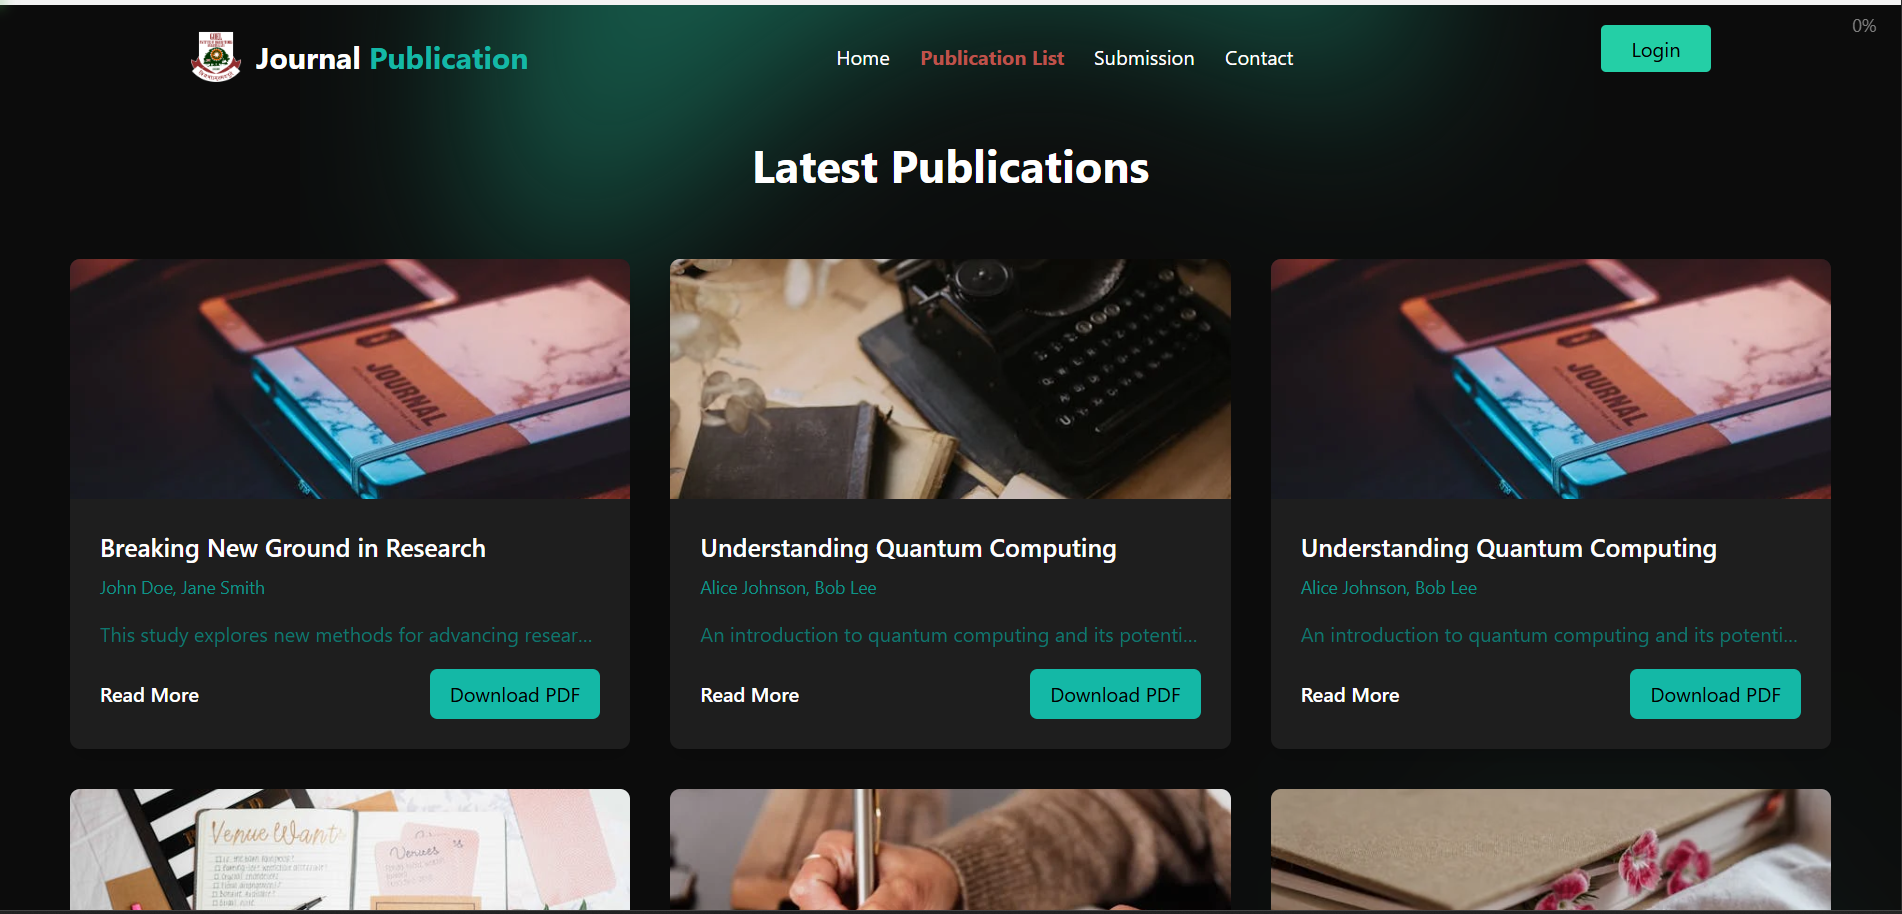 Journal Publication
Home
Publication List
Submission
Contact
Login
0%
Latest Publications
JOURNAL
JOURNAL
Breaking New Ground in Research
John Doe, Jane Smith
This study explores new methods for advancing resear...
Read More
Download PDF
Understanding Quantum Computing
Alice Johnson, Bob Lee
An introduction to quantum computing and its potenti...
Read More
Download PDF
Understanding Quantum Computing
Alice Johnson, Bob Lee
An introduction to quantum computing and its potenti...
Read More
Download PDF
Venue Wants
Venues